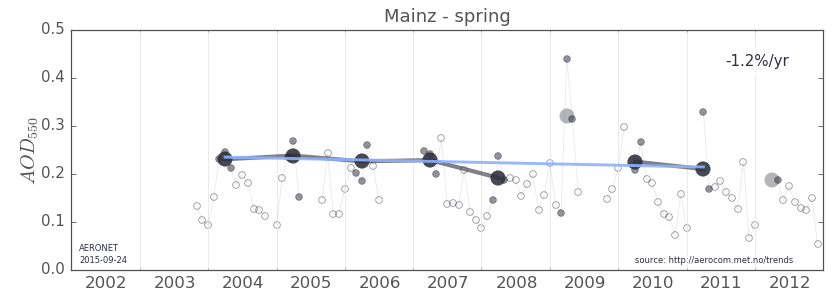 Mainz - spring
0.5
-1.2%/yr
0.4
0.3
AOD550
0.2
0.1
AERONET
2015-09-24
source: http://aerocom.met.no/trends
0.0
2002 2003 2004 2005 2006 2007 2008 2009 2010 2011 2012